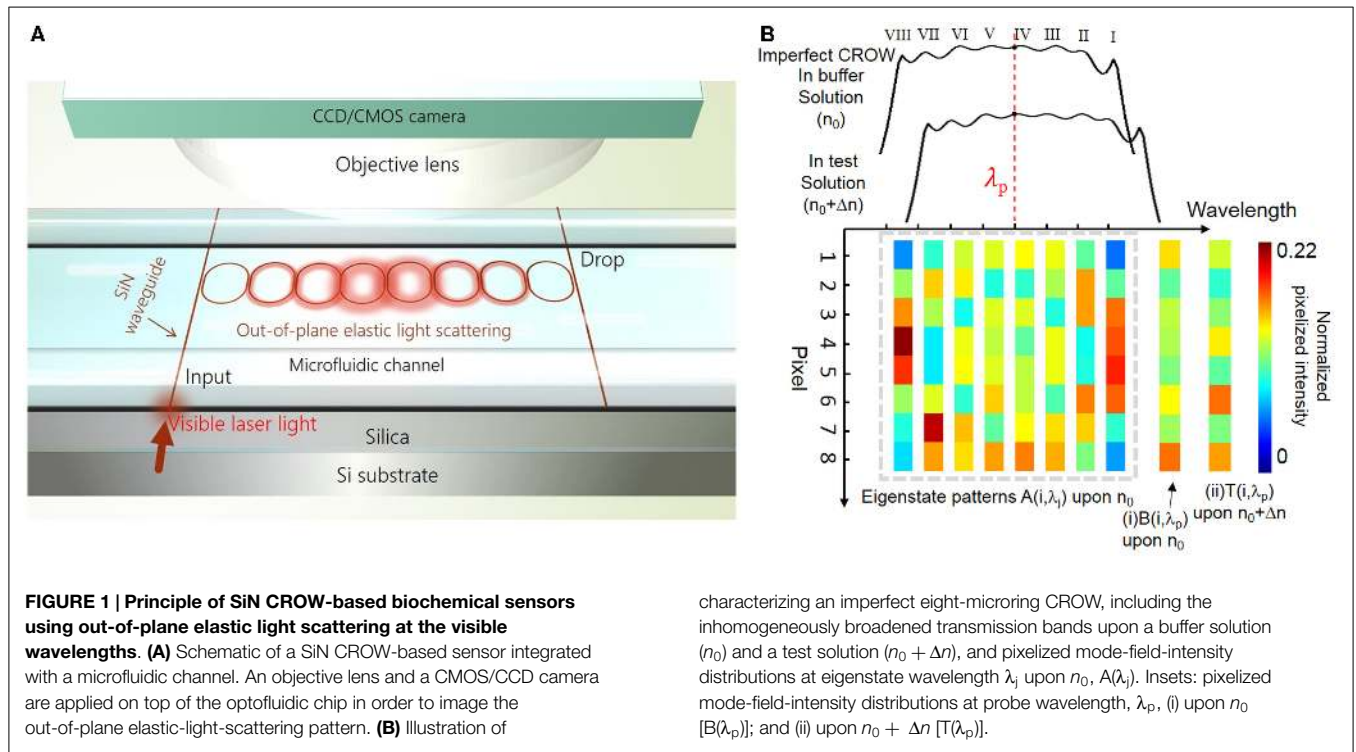 A
CCD/CMOS camera
Objective lens
SiN
waveguide
Drop
Out-of-plane elastic light scattering
Microfluidic channel
Input
Visible laser light
Silica
Si substrate
B
VIII VII VI V IV III II I
Imperfect CROW
In buffer
Solution
(n₀)
In test
Solution
(n₀+Δn)
λₚ
Wavelength
1
2
3
4
5
6
7
8
Pixel
0.22
0
Normalized
pixelized intensity
Eigenstate patterns A(i,λⱼ) upon n₀
(i)B(i,λₚ)
upon n₀
(ii)T(i,λₚ)
upon n₀+Δn
FIGURE 1 | Principle of SiN CROW-based biochemical sensors
using out-of-plane elastic light scattering at the visible
wavelengths. (A) Schematic of a SiN CROW-based sensor integrated
with a microfluidic channel. An objective lens and a CMOS/CCD camera
are applied on top of the optofluidic chip in order to image the
out-of-plane elastic-light-scattering pattern. (B) Illustration of
characterizing an imperfect eight-microring CROW, including the
inhomogeneously broadened transmission bands upon a buffer solution
(n₀) and a test solution (n₀ + Δn), and pixelized mode-field-intensity
distributions at eigenstate wavelength λⱼ upon n₀, A(λⱼ). Insets: pixelized
mode-field-intensity distributions at probe wavelength, λₚ, (i) upon n₀
[B(λₚ)]; and (ii) upon n₀ + Δn [T(λₚ)].